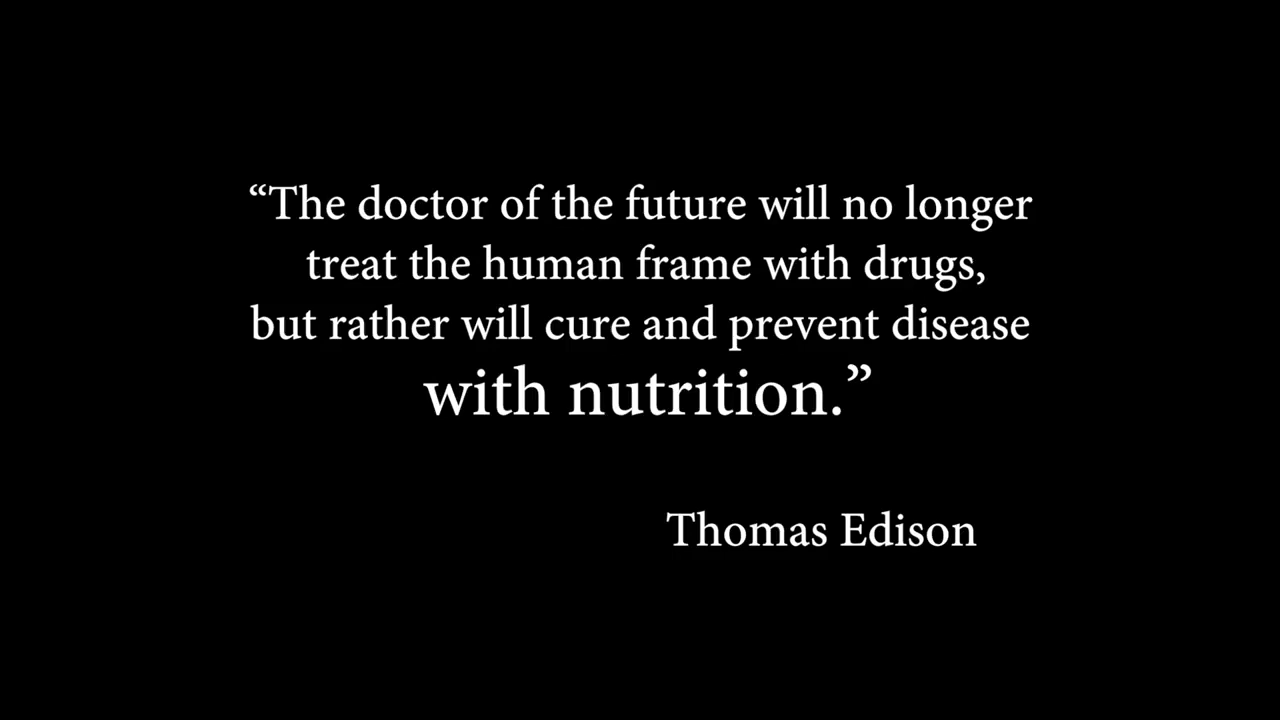 “The doctor of the future will no longer
treat the human frame with drugs,
but rather will cure and prevent disease
with nutrition.”
Thomas Edison